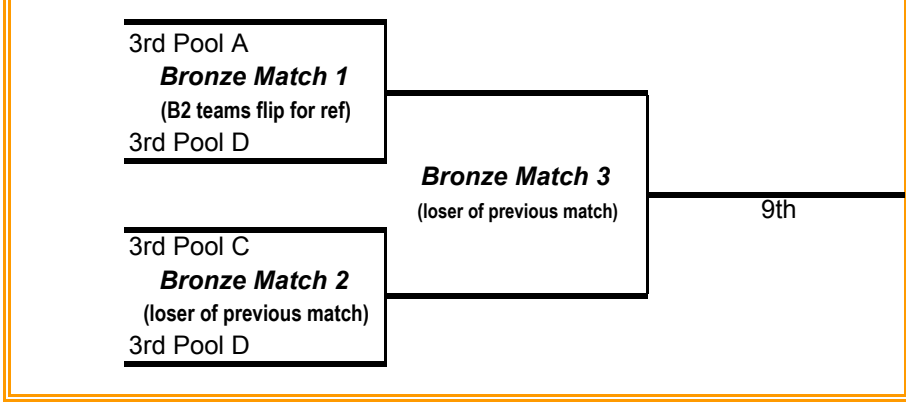 3rd Pool A
Bronze Match 1
(B2 teams flip for ref)
3rd Pool D
Bronze Match 3
(loser of previous match)
9th
3rd Pool C
Bronze Match 2
(loser of previous match)
3rd Pool D